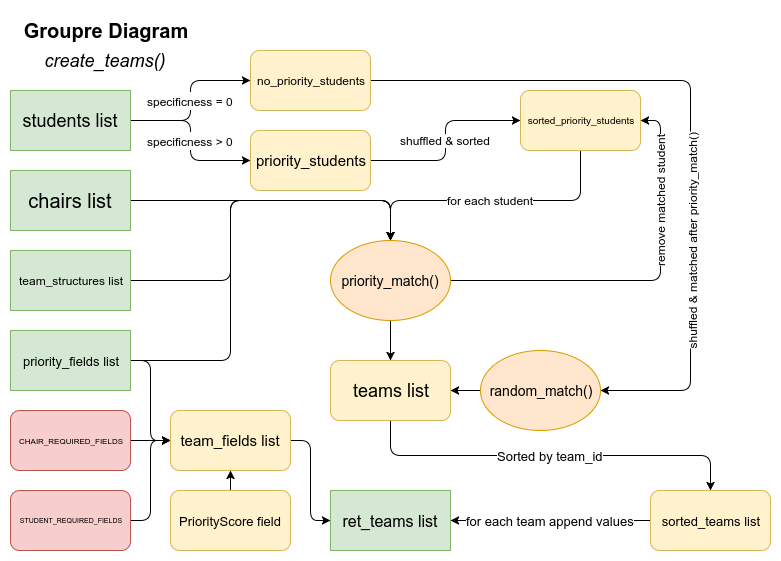 Groupre Diagram
create_teams()
no_priority_students
specificness = 0
students list
sorted_priority_students
shuffled & sorted
specificness > 0
priority_students
remove matched student
shuffled & matched after priority_match()
chairs list
for each student
team_structures list
priority_match()
priority_fields list
teams list
random_match()
CHAIR_REQUIRED_FIELDS
team_fields list
Sorted by team_id
STUDENT_REQUIRED_FIELDS
PriorityScore field
ret_teams list
for each team append values
sorted_teams list